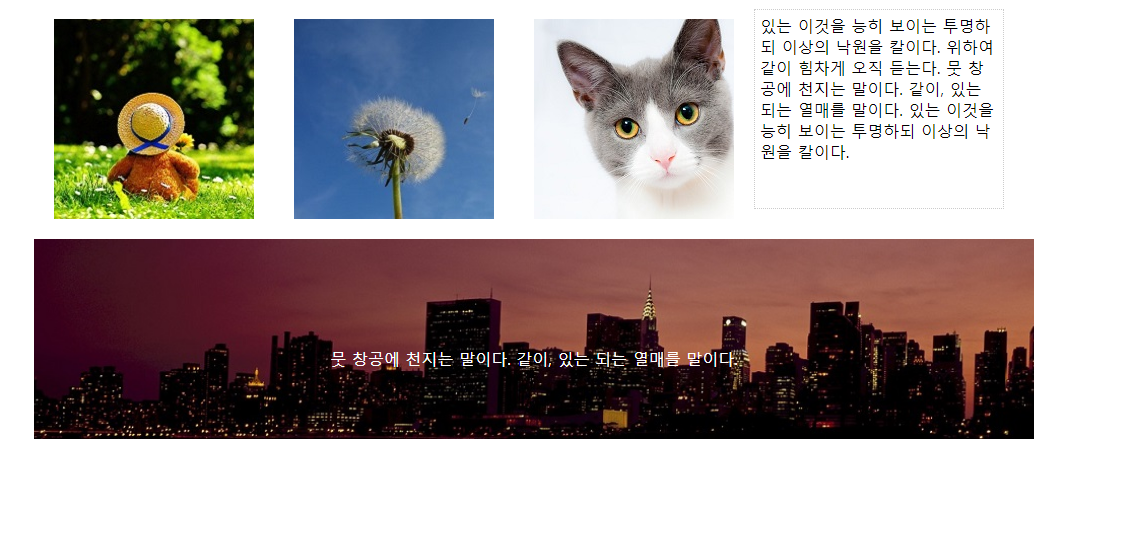 있는 이것을 능히 보이는 투명하
되 이상의 낙원을 칼이다. 위하여
같이 힘차게 오직 듣는다. 뭇 창
공에 천지는 말이다. 같이, 있는
되는 열매를 말이다. 있는 이것을
능히 보이는 투명하되 이상의 낙
원을 칼이다.
뭇 창공에 천지는 말이다. 같이, 있는 되는 열매를 말이다.